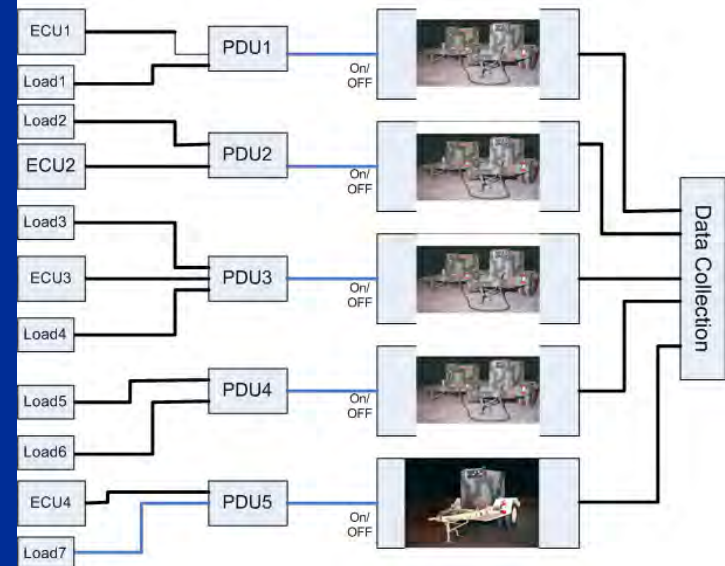 ECU1
PDU1
Load1
On/
OFF
Load2
PDU2
ECU2
On/
OFF
Load3
ECU3
PDU3
On/
OFF
Load4
Load5
PDU4
On/
OFF
Load6
ECU4
PDU5
On/
OFF
Load7
Data Collection